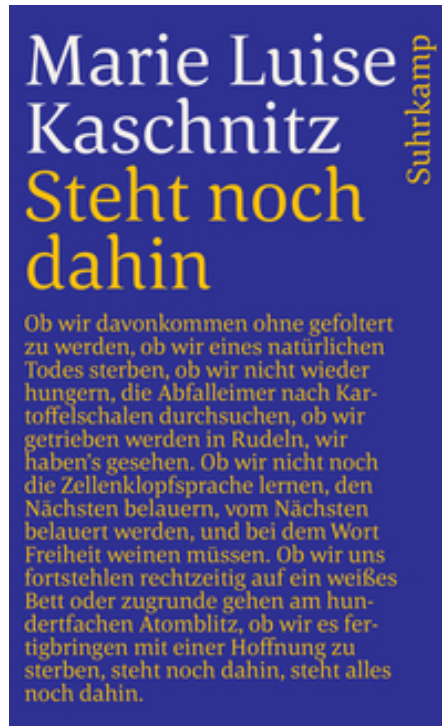 Marie Luise
Kaschnitz
Suhrkamp
Steht noch
dahin
Ob wir davonkommen ohne gefoltert
zu werden, ob wir eines natürlichen
Todes sterben, ob wir nicht wieder
hungern, die Abfalleimer nach Kar-
toffelschalen durchsuchen, ob wir
getrieben werden in Rudeln, wir
haben's gesehen. Ob wir nicht noch
die Zellenklopfsprache lernen, den
Nächsten belauern, vom Nächsten
belauert werden, und bei dem Wort
Freiheit weinen müssen. Ob wir uns
fortstehlen rechtzeitig auf ein weißes
Bett oder zugrunde gehen am hun-
dertfachen Atomblitz, ob wir es fer-
tigbringen mit einer Hoffnung zu
sterben, steht noch dahin, steht alles
noch dahin.